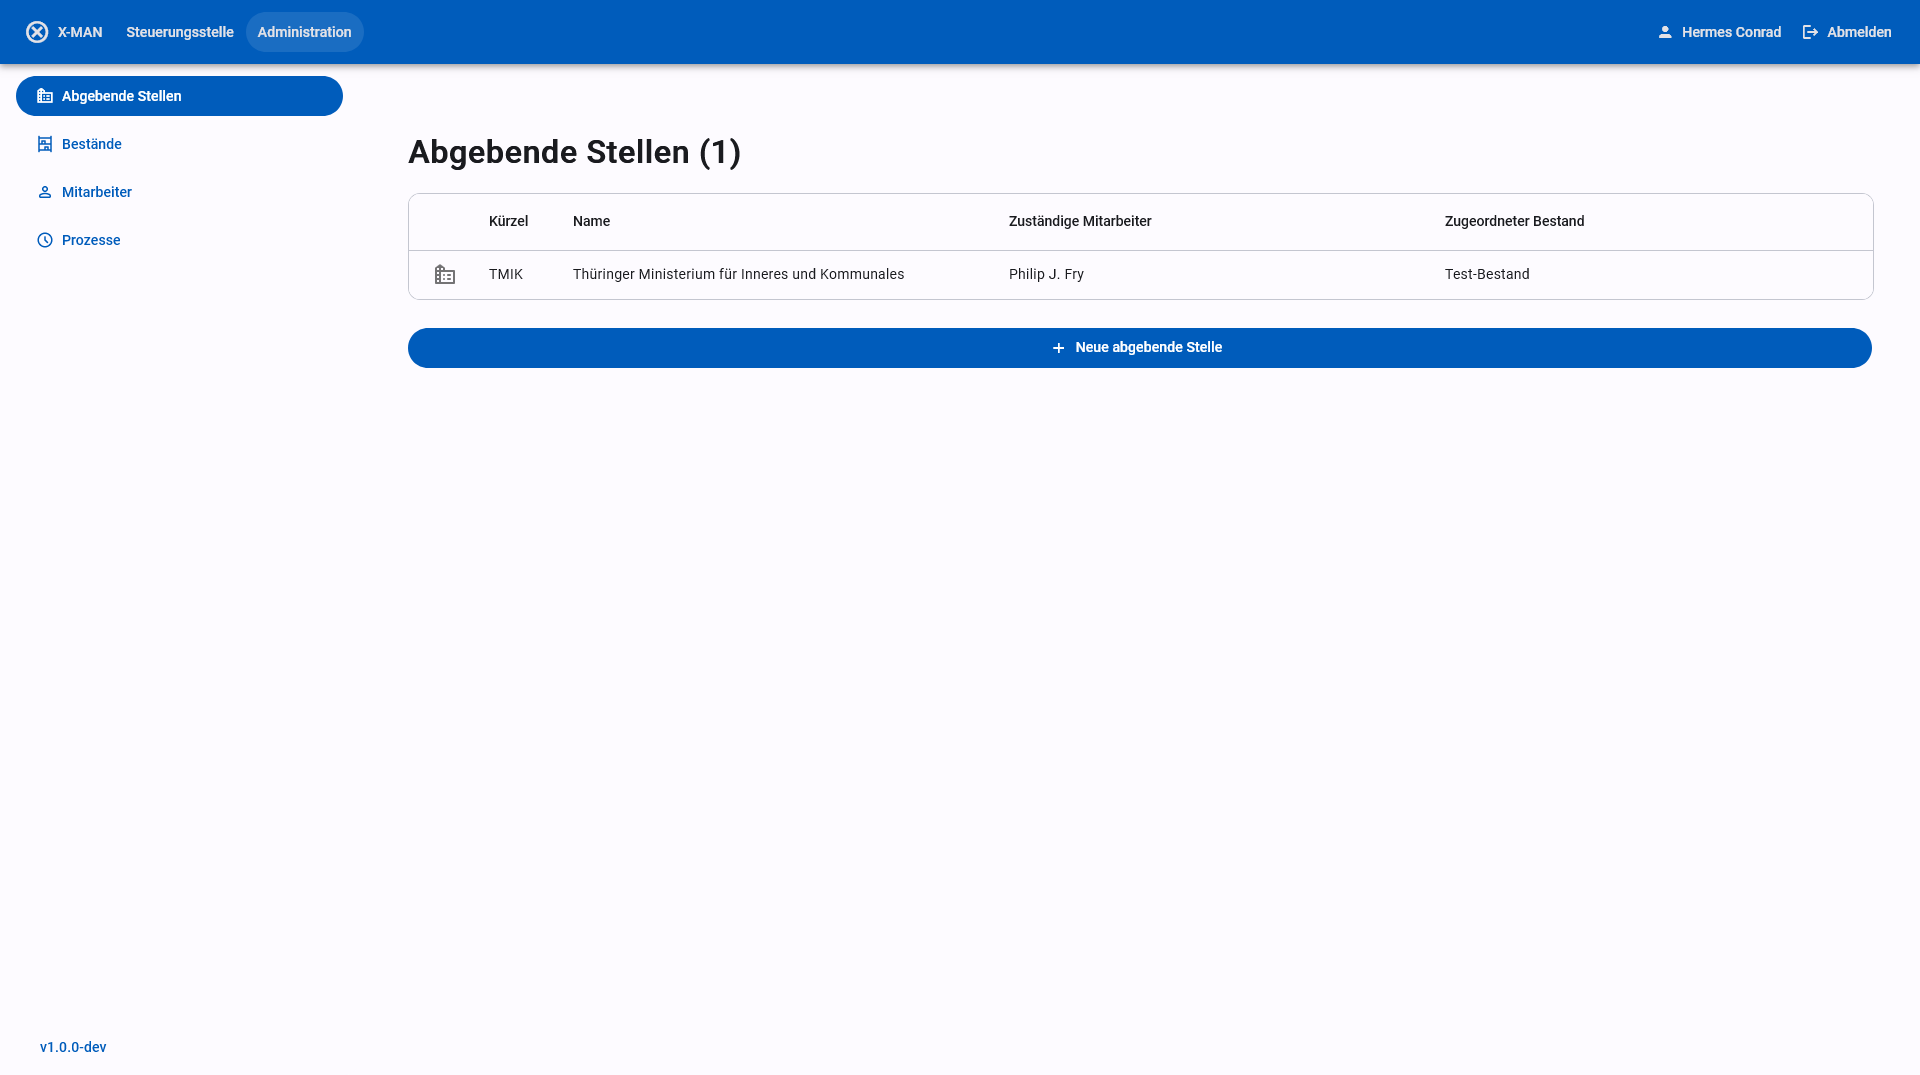 X-MAN Steuerungsstelle Administration Hermes Conrad Abmelden
Abgebende Stellen
Bestände
Mitarbeiter
Prozesse
Abgebende Stellen (1)
Kürzel Name Zuständige Mitarbeiter Zugeordneter Bestand
TMIK Thüringer Ministerium für Inneres und Kommunales Philip J. Fry Test-Bestand
Neue abgebende Stelle
v1.0.0-dev